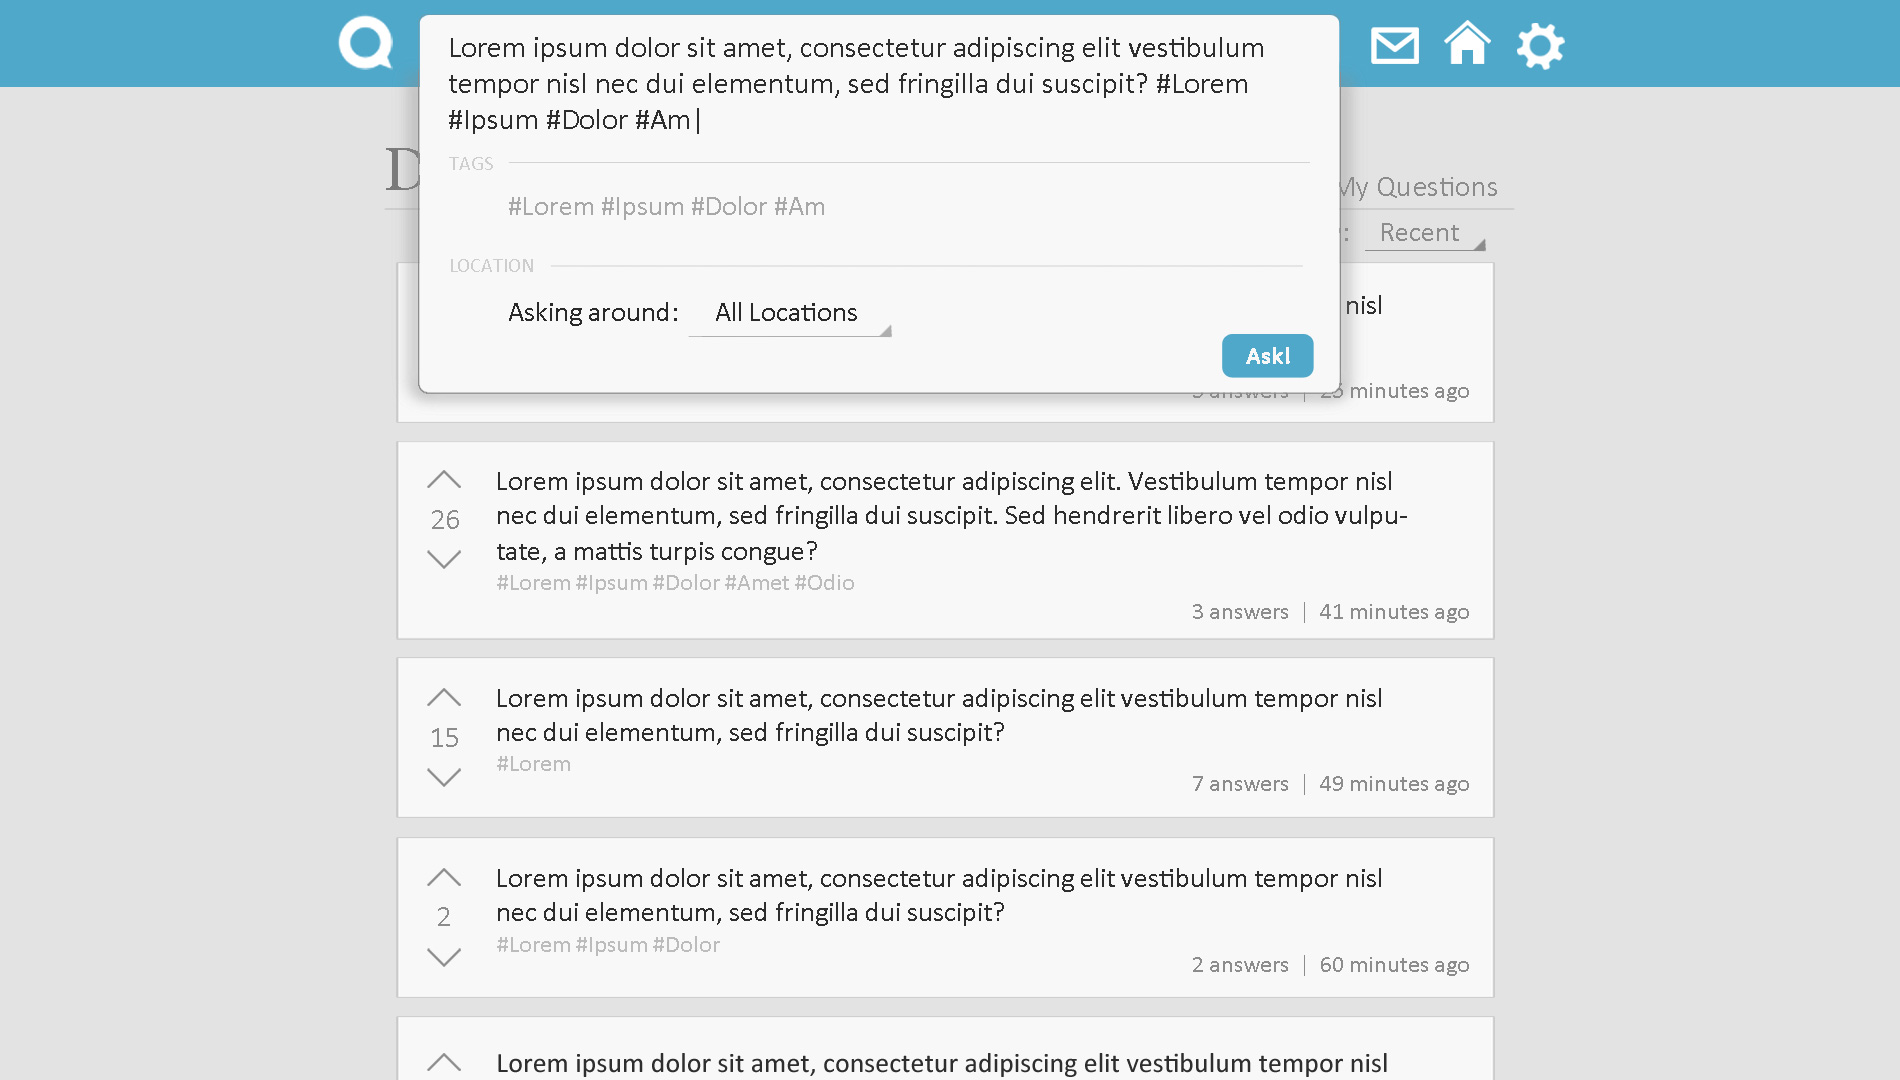 Lorem ipsum dolor sit amet, consectetur adipiscing elit vestibulum
tempor nisl nec dui elementum, sed fringilla dui suscipit? #Lorem
#Ipsum #Dolor #Am
TAGS
#Lorem #Ipsum #Dolor #Am
LOCATION
Asking around: All Locations
Ask!
My Questions
Recent
nisl
minutes ago
26
Lorem ipsum dolor sit amet, consectetur adipiscing elit. Vestibulum tempor nisl
nec dui elementum, sed fringilla dui suscipit. Sed hendrerit libero vel odio vulpu-
tate, a mattis turpis congue?
#Lorem #Ipsum #Dolor #Amet #Odio
3 answers | 41 minutes ago
15
Lorem ipsum dolor sit amet, consectetur adipiscing elit vestibulum tempor nisl
nec dui elementum, sed fringilla dui suscipit?
#Lorem
7 answers | 49 minutes ago
2
Lorem ipsum dolor sit amet, consectetur adipiscing elit vestibulum tempor nisl
nec dui elementum, sed fringilla dui suscipit?
#Lorem #Ipsum #Dolor
2 answers | 60 minutes ago
Lorem ipsum dolor sit amet, consectetur adipiscing elit vestibulum tempor nisl